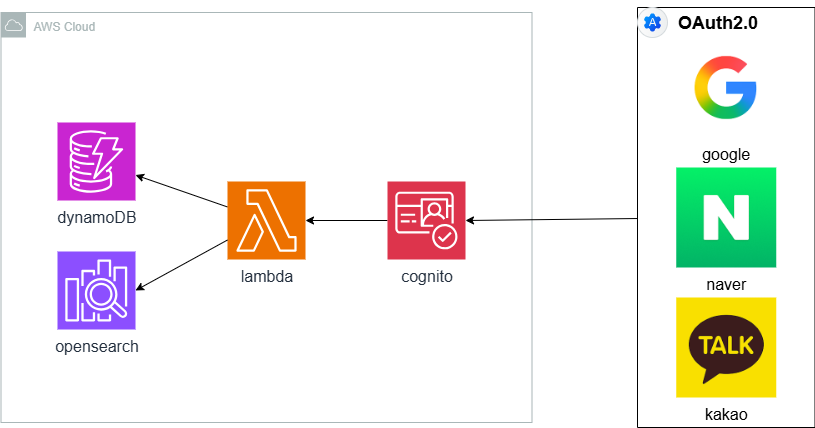 AWS Cloud
OAuth2.0
google
dynamoDB
lambda
cognito
N
naver
opensearch
TALK
kakao